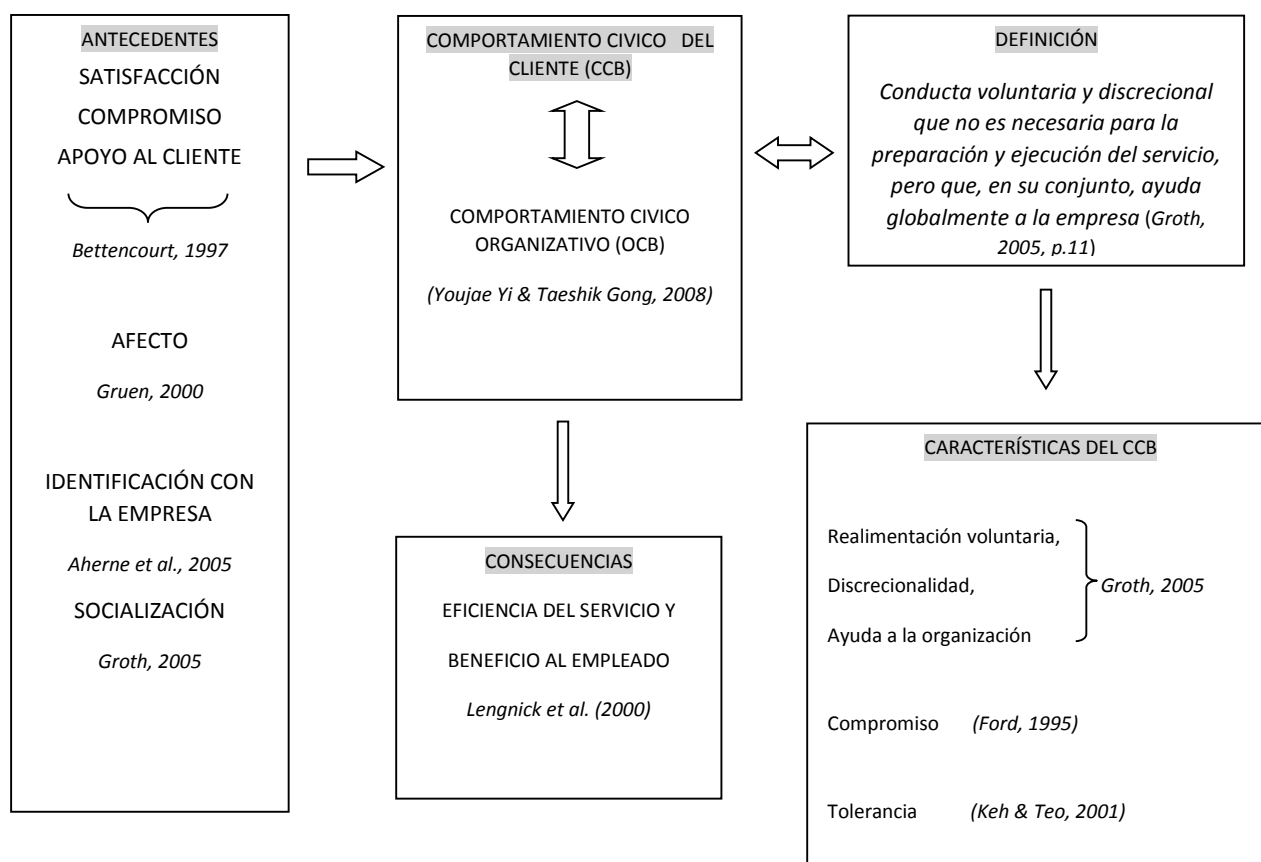 ANTECEDENTES
SATISFACCIÓN
COMPROMISO
APOYO AL CLIENTE
Bettencourt, 1997
AFECTO
Gruen, 2000
IDENTIFICACIÓN CON
LA EMPRESA
Aherne et al., 2005
SOCIALIZACIÓN
Groth, 2005
COMPORTAMIENTO CIVICO DEL
CLIENTE (CCB)
COMPORTAMIENTO CIVICO
ORGANIZATIVO (OCB)
(Youjae Yi & Taeshik Gong, 2008)
DEFINICIÓN
Conducta voluntaria y discrecional
que no es necesaria para la
preparación y ejecución del servicio,
pero que, en su conjunto, ayuda
globalmente a la empresa (Groth,
2005, p.11)
CONSECUENCIAS
EFICIENCIA DEL SERVICIO Y
BENEFICIO AL EMPLEADO
Lengnick et al. (2000)
CARACTERÍSTICAS DEL CCB
Realimentación voluntaria,
Discrecionalidad,
Ayuda a la organización
Groth, 2005
Compromiso (Ford, 1995)
Tolerancia (Keh & Teo, 2001)